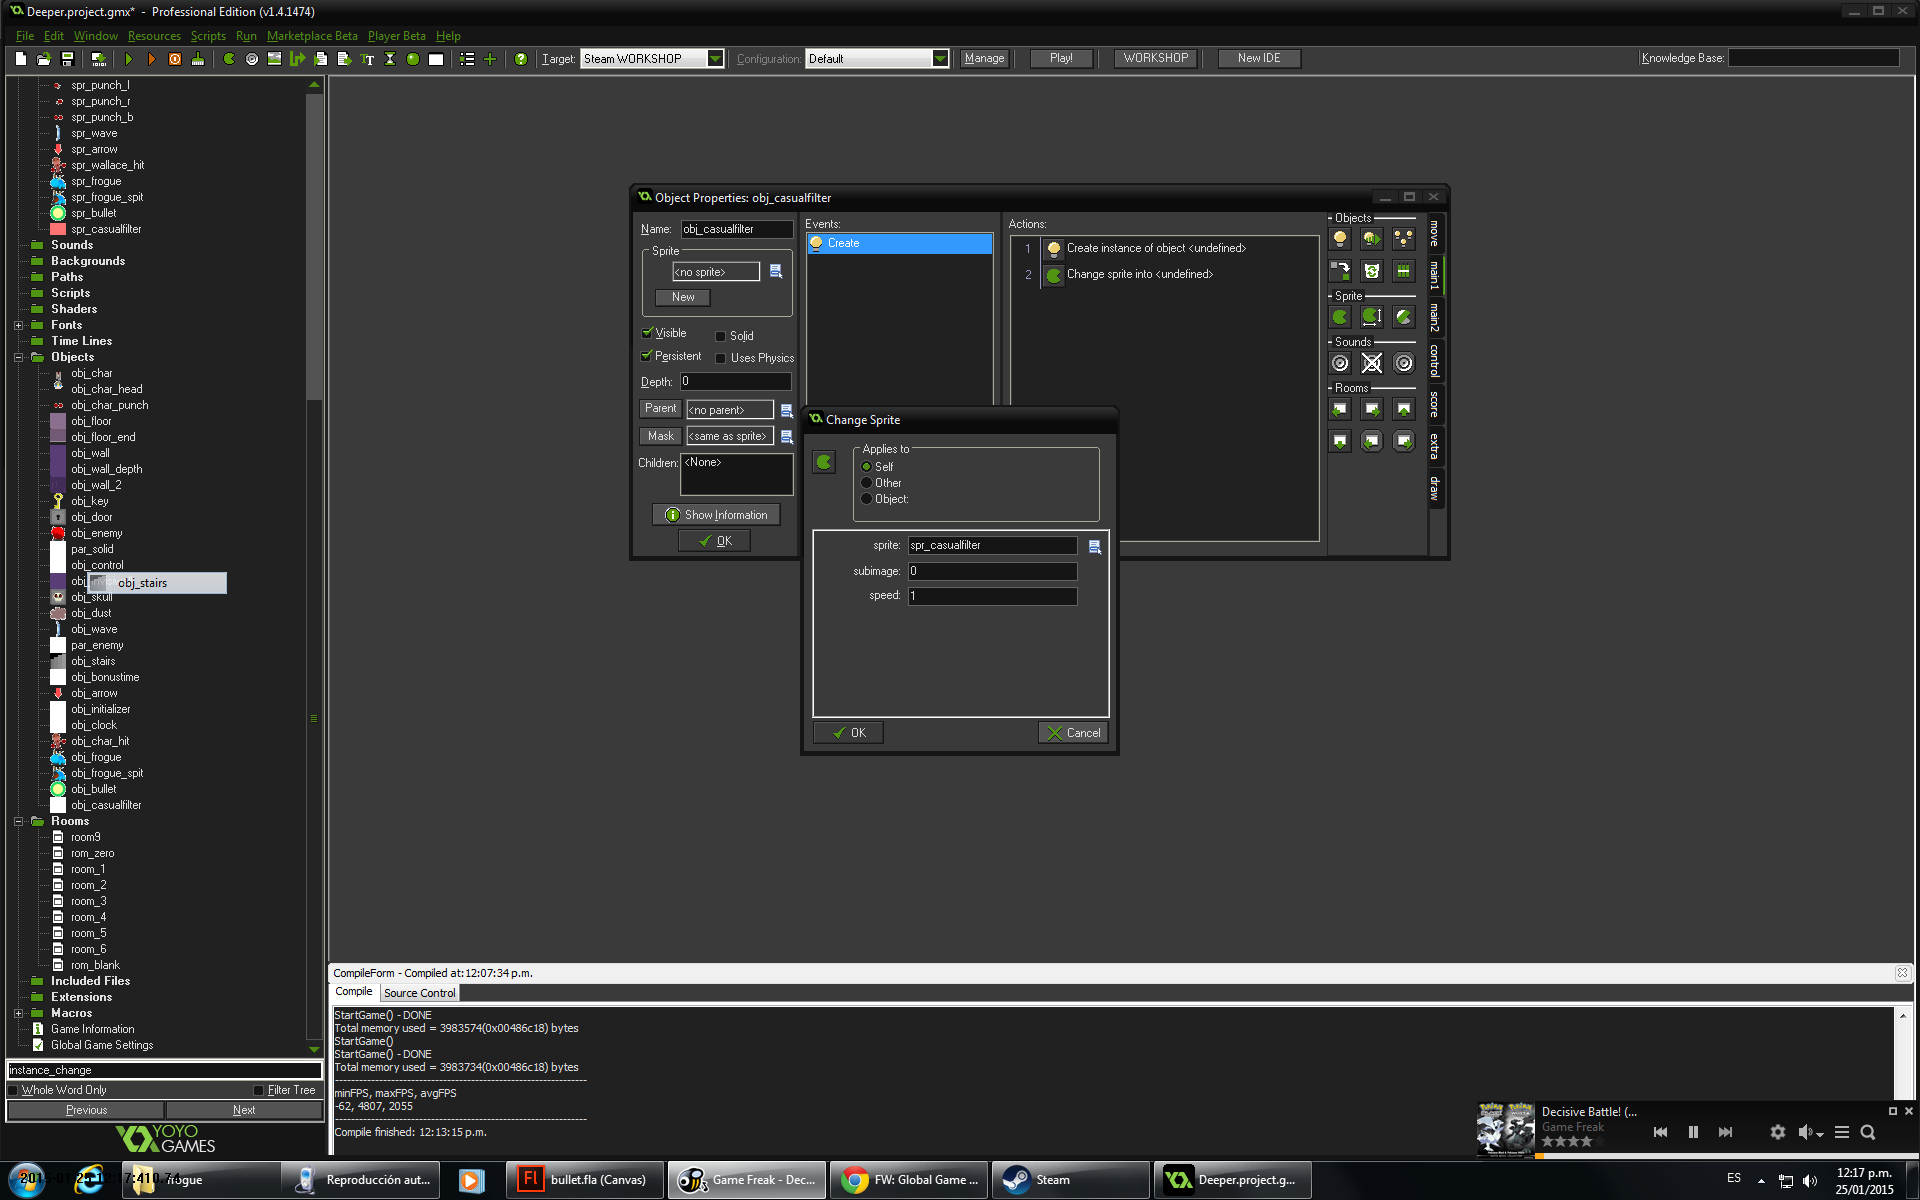 Deeper.project.gmx* - Professional Edition (v1.4.1474)
File Edit Window Resources Scripts Run Marketplace Beta Player Beta Help
Target: Steam WORKSHOP Configuration: Default Manage Play! WORKSHOP New IDE Knowledge Base:
spr_punch_l
spr_punch_r
spr_punch_b
spr_wave
spr_arrow
spr_wallace_hit
spr_frogue
spr_frogue_spit
spr_bullet
spr_casualfilter
Sounds
Backgrounds
Paths
Scripts
Shaders
Fonts
Time Lines
Objects
obj_char
obj_char_head
obj_char_punch
obj_floor
obj_floor_end
obj_wall
obj_wall_depth
obj_wall_2
obj_key
obj_door
obj_enemy
par_solid
obj_control
obj_stairs
obj_skull
obj_dust
obj_wave
par_enemy
obj_stairs
obj_bonustime
obj_arrow
obj_initializer
obj_clock
obj_char_hit
obj_frogue
obj_frogue_spit
obj_bullet
obj_casualfilter
Rooms
room9
rom_zero
room_1
room_2
room_3
room_4
room_5
room_6
rom_blank
Included Files
Extensions
Macros
Game Information
Global Game Settings
instance_change
Whole Word Only Filter Tree
Previous Next
YOYO
GAMES
Object Properties: obj_casualfilter
Name: obj_casualfilter
Sprite
<no sprite>
New
Visible Solid
Persistent Uses Physics
Depth: 0
Parent <no parent>
Mask <same as sprite>
Children: <None>
Show Information
OK
Events:
Create
Actions:
1 Create instance of object <undefined>
2 Change sprite into <undefined>
Objects
Sprite
Sounds
Rooms
move
main1
main2
control
score
extra
draw
Change Sprite
Applies to
Self
Other
Object:
sprite: spr_casualfilter
subimage: 0
speed: 1
OK Cancel
CompileForm - Compiled at: 12:07:34 p.m.
Compile Source Control
StartGame() - DONE
Total memory used = 3983574(0x00486c18) bytes
StartGame()
StartGame() - DONE
Total memory used = 3983734(0x00486c18) bytes
minFPS, maxFPS, avgFPS
-62, 4807, 2055
Compile finished: 12:13:15 p.m.
Decisive Battle! (...
Game Freak
Reproducción aut...
bullet.fla (Canvas)
Game Freak - Dec...
FW: Global Game ...
Steam
Deeper.project.g...
ES
12:17 p.m.
25/01/2015